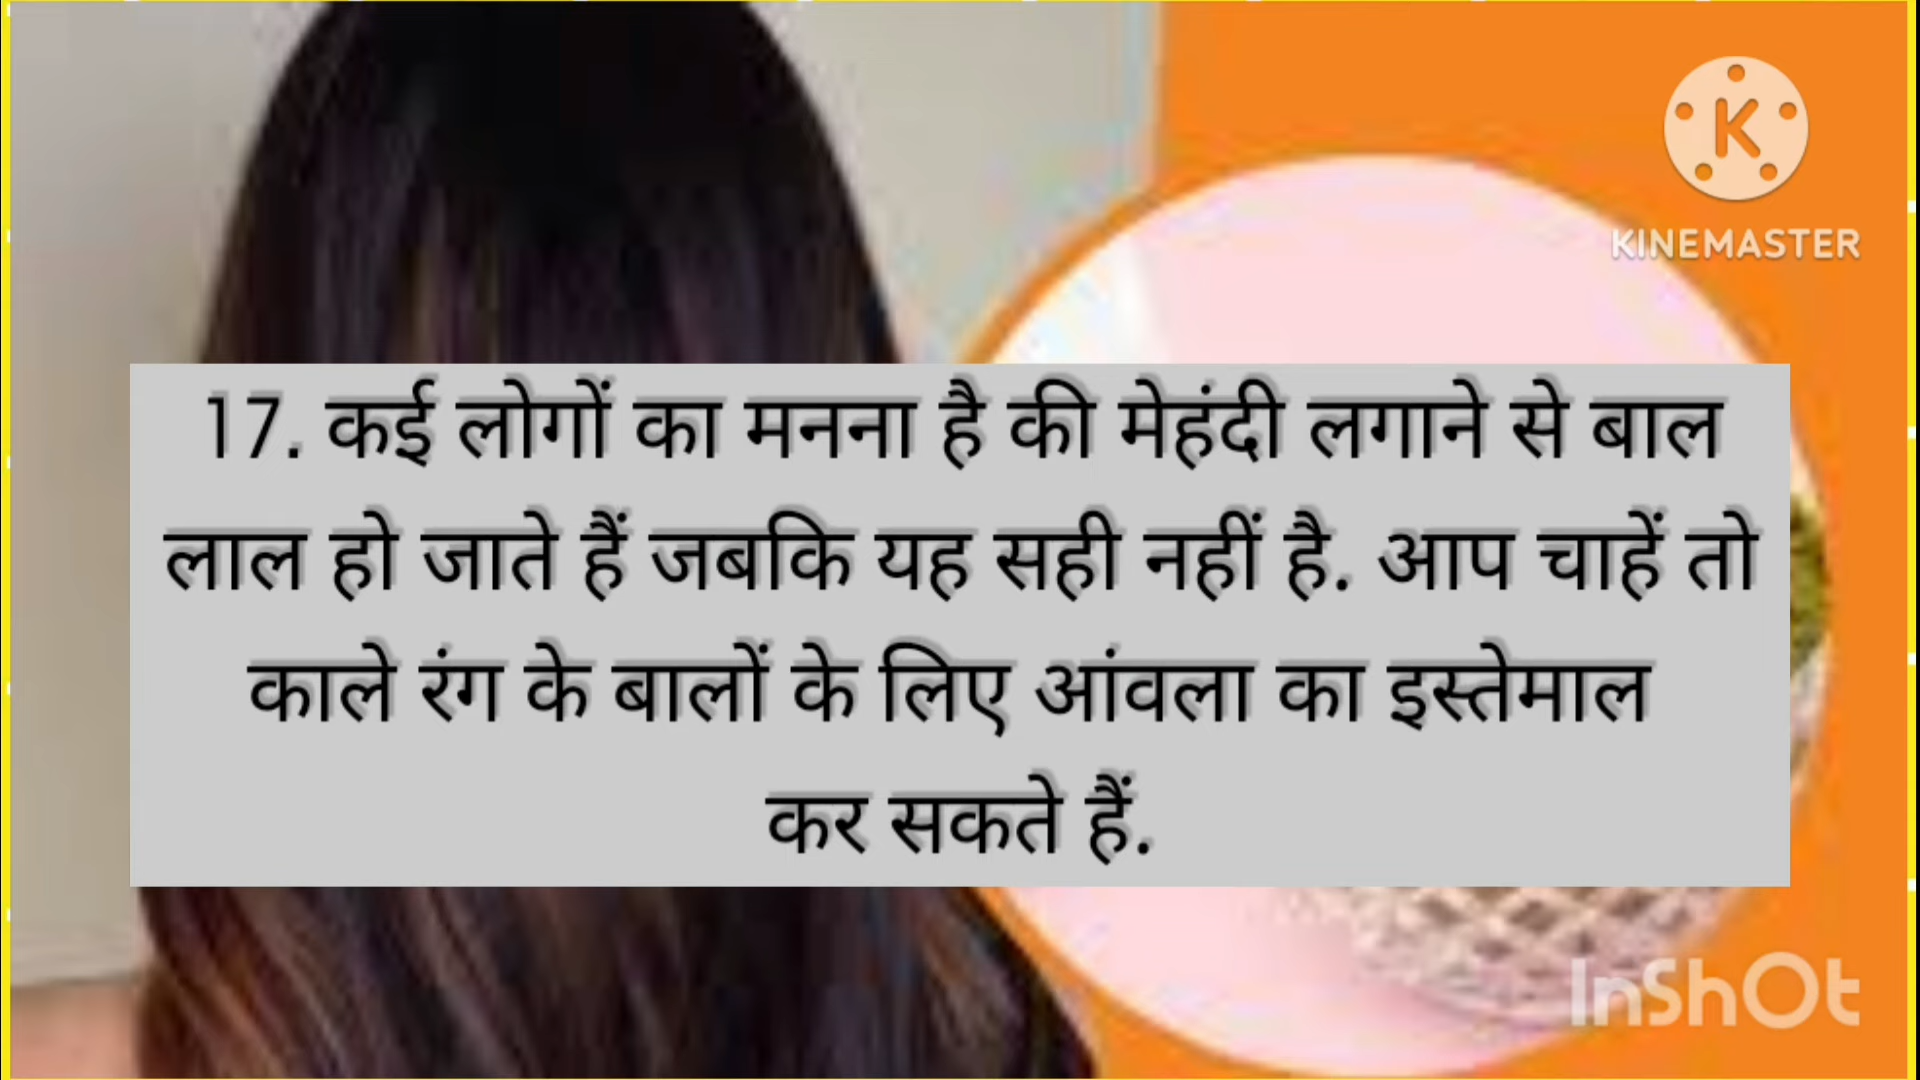 KINEMASTER
17. कई लोगों का मनना है की मेहंदी लगाने से बाल
लाल हो जाते हैं जबकि यह सही नहीं है. आप चाहें तो
काले रंग के बालों के लिए आंवला का इस्तेमाल
कर सकते हैं.
InShOt